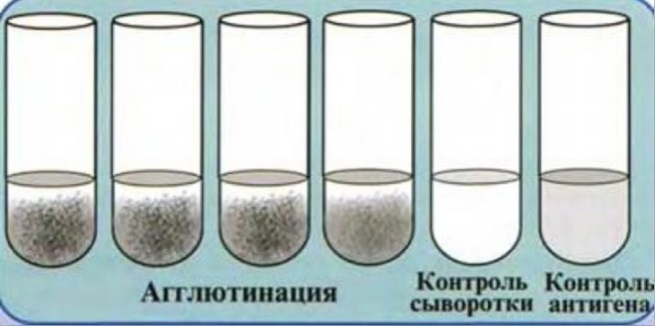 Агглютинация
Контроль сыворотки
Контроль антигена